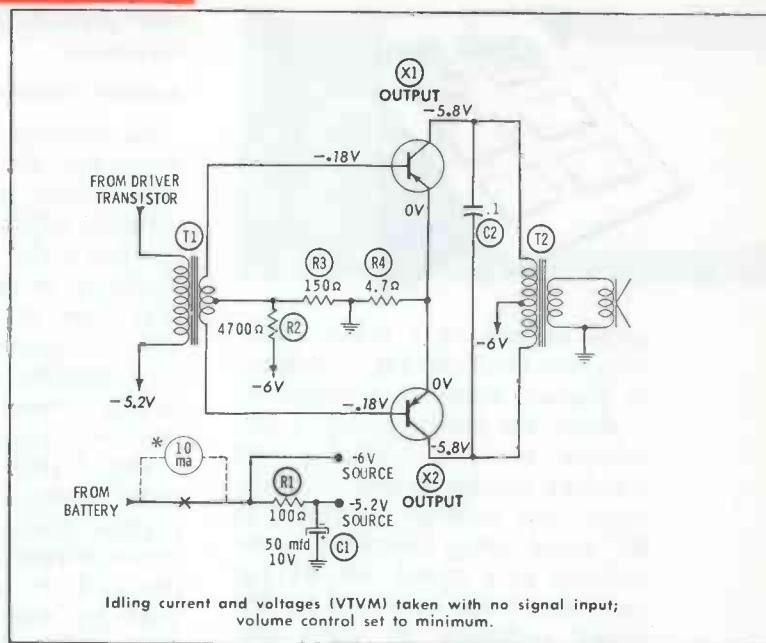 X1
OUTPUT
-5.8V
-.18V
FROM DRIVER
TRANSISTOR
0V
.1
C2
T1
R3
R4
T2
150Ω
4.7Ω
4700Ω
R2
-6V
-6V
-5.2V
0V
-.18V
-5.8V
* 10
ma
-6V
SOURCE
X2
OUTPUT
FROM
BATTERY
R1
100Ω
-5.2V
SOURCE
50 mfd
10V
C1
Idling current and voltages (VTVM) taken with no signal input;
volume control set to minimum.